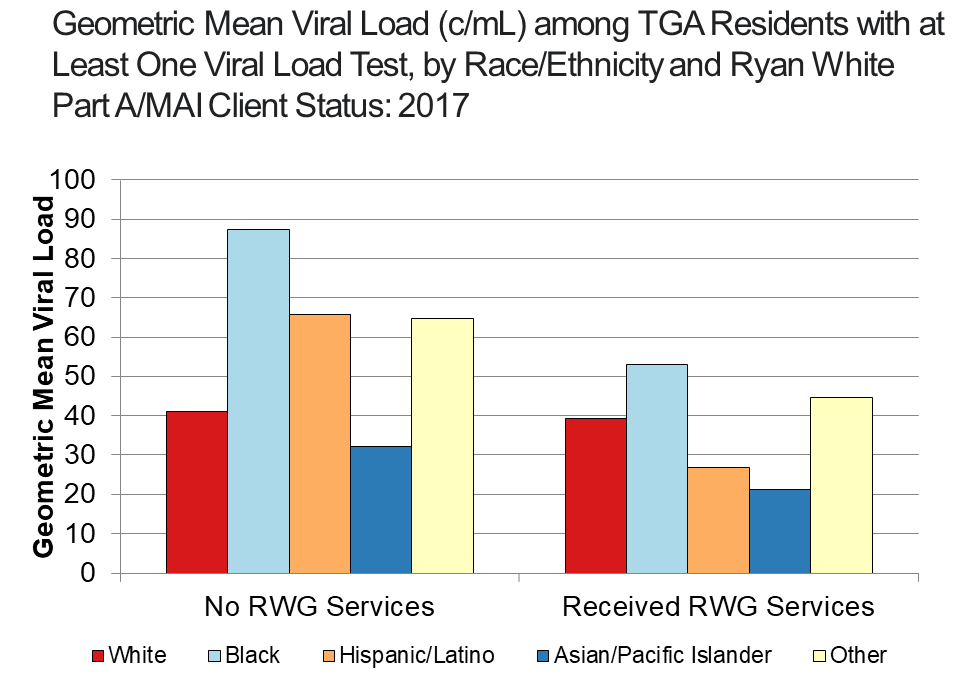 Geometric Mean Viral Load (c/mL) among TGA Residents with at
Least One Viral Load Test, by Race/Ethnicity and Ryan White
Part A/MAI Client Status: 2017
Geometric Mean Viral Load
100
90
80
70
60
50
40
30
20
10
0
No RWG Services
Received RWG Services
White
Black
Hispanic/Latino
Asian/Pacific Islander
Other